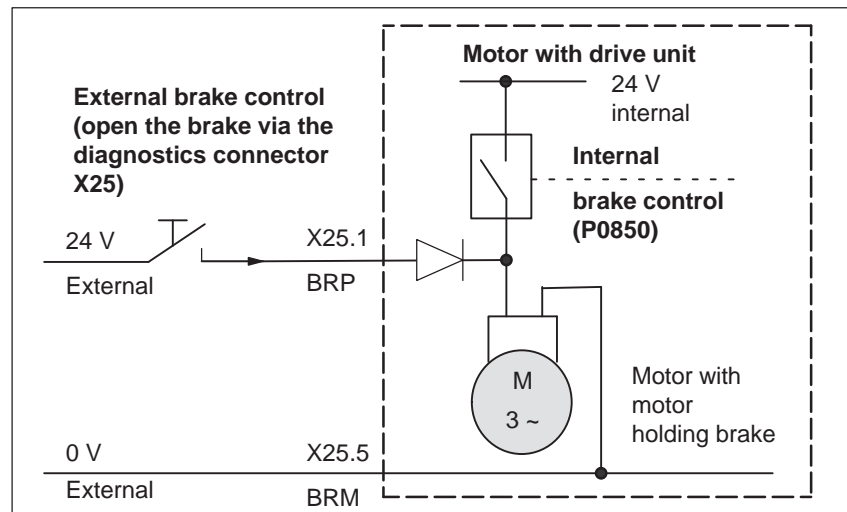 Motor with drive unit
24 V
internal
External brake control
(open the brake via the
diagnostics connector
X25)
Internal
brake control
(P0850)
24 V
External
X25.1
BRP
M
3 ~
Motor with
motor
holding brake
0 V
External
X25.5
BRM